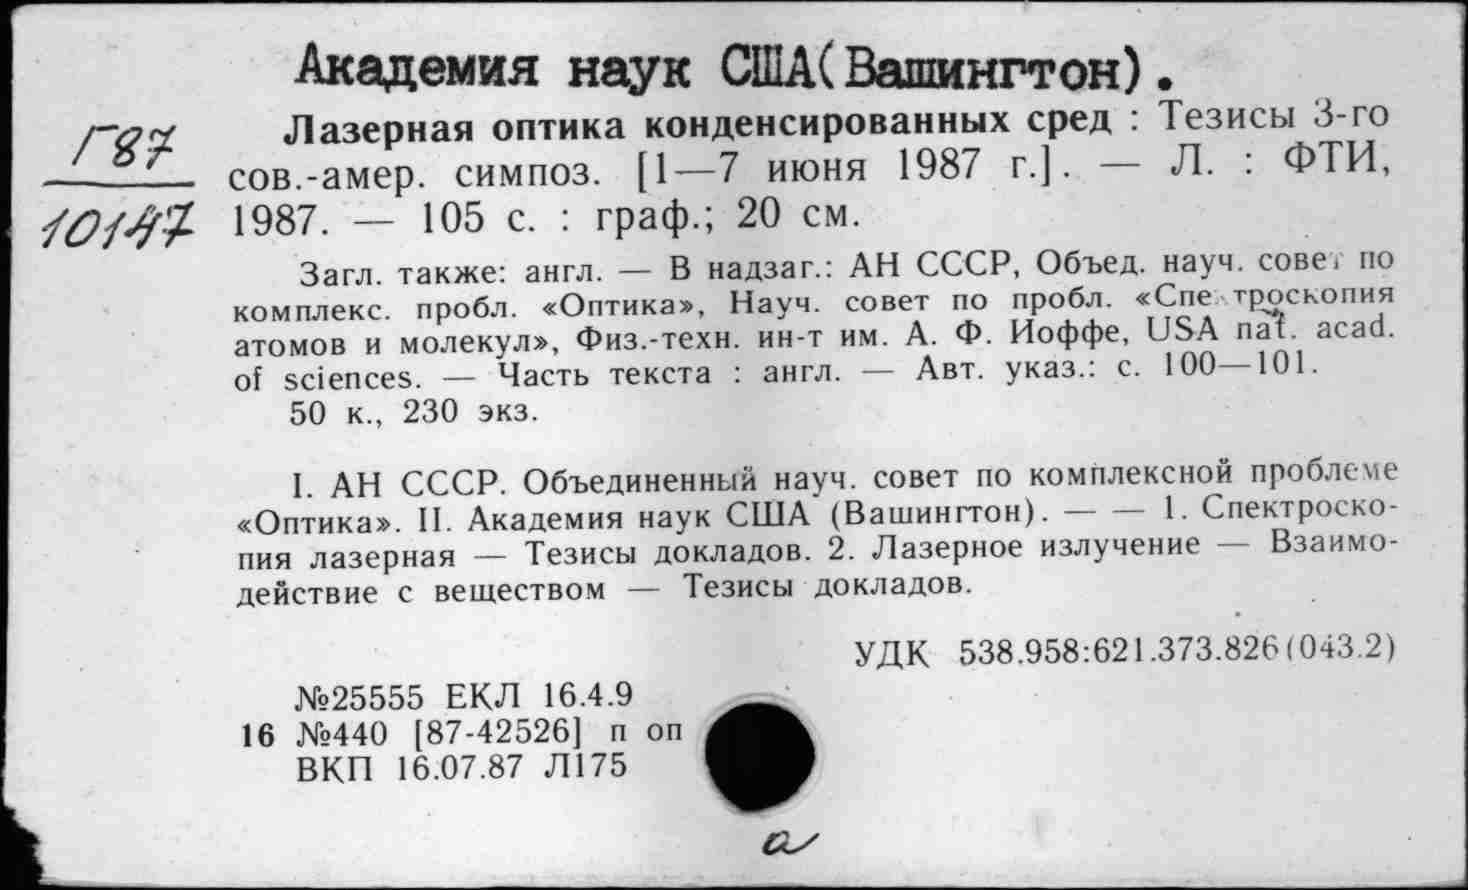 Академия наук США(Вашингтон).
Г87
10147
Лазерная оптика конденсированных сред : Тезисы 3-го
сов.-амер. симпоз. [1—7 июня 1987 г.]. — Л. : ФТИ,
1987. — 105 с. : граф.; 20 см.
Загл. также: англ. — В надзаг.: АН СССР, Объед. науч. совет по
комплекс. пробл. «Оптика», Науч. совет по пробл. «Спектроскопия
атомов и молекул», Физ.-техн. ин-т им. А. Ф. Иоффе, USA nat. acad.
of sciences. — Часть текста : англ. — Авт. указ.: с. 100—101.
50 к., 230 экз.
I. АН СССР. Объединенный науч. совет по комплексной проблеме
«Оптика». II. Академия наук США (Вашингтон). — — 1. Спектроско-
пия лазерная — Тезисы докладов. 2. Лазерное излучение — Взаимо-
действие с веществом — Тезисы докладов.
УДК 538.958:621.373.826(043.2)
№25555 ЕКЛ 16.4.9
16 №440 [87-42526] п оп
ВКП 16.07.87 Л175
а